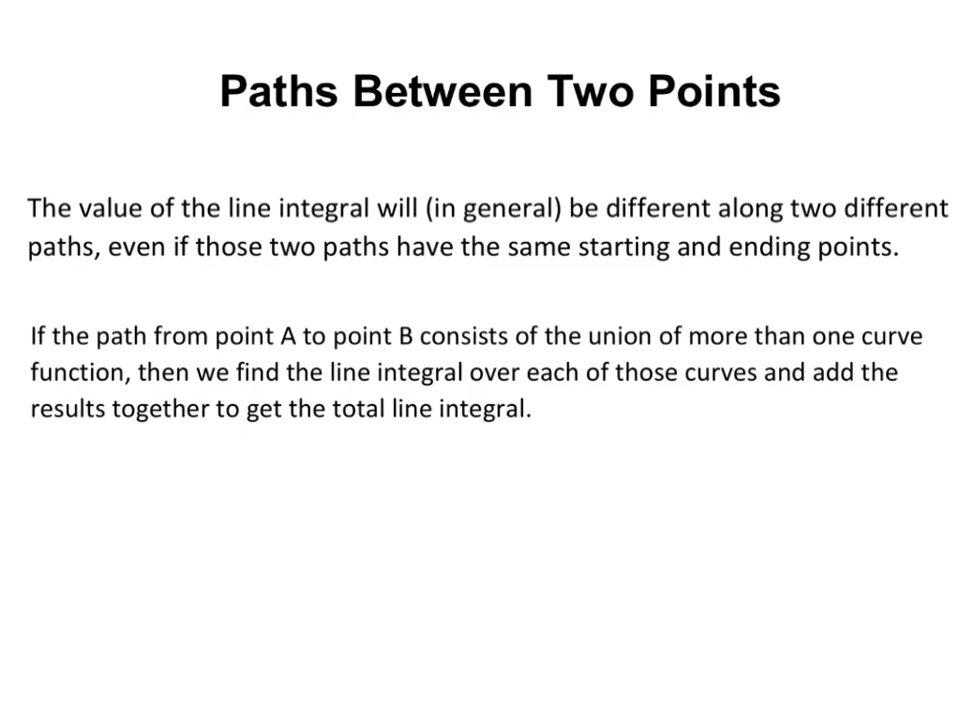 Paths Between Two Points
The value of the line integral will (in general) be different along two different
paths, even if those two paths have the same starting and ending points.
If the path from point A to point B consists of the union of more than one curve
function, then we find the line integral over each of those curves and add the
results together to get the total line integral.